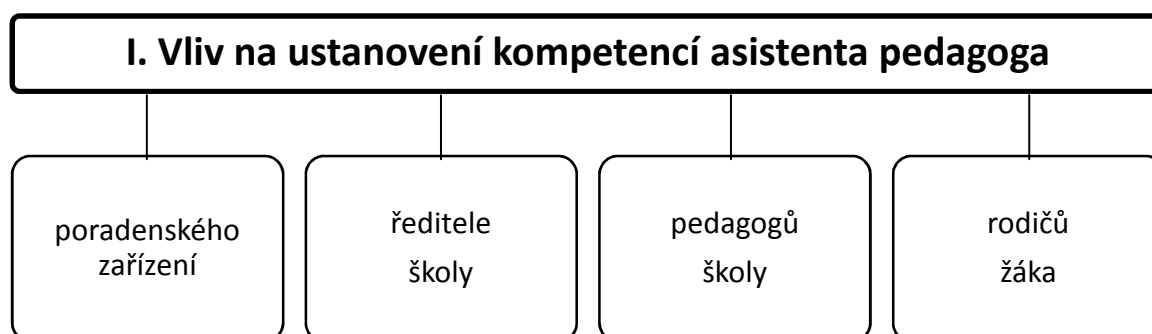 I. Vliv na ustanovení kompetencí asistenta pedagoga
poradenského
zařízení
ředitele
školy
pedagogů
školy
rodičů
žáka